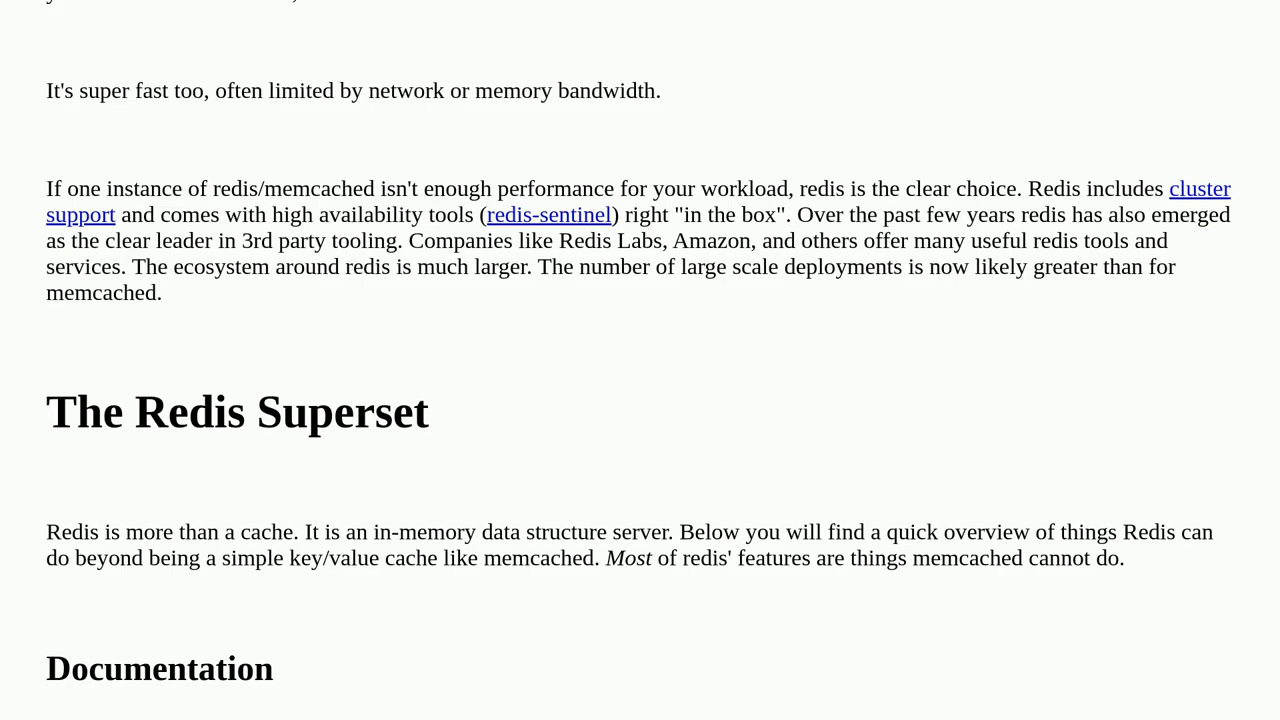 It's super fast too, often limited by network or memory bandwidth.
If one instance of redis/memcached isn't enough performance for your workload, redis is the clear choice. Redis includes cluster
support and comes with high availability tools (redis-sentinel) right "in the box". Over the past few years redis has also emerged
as the clear leader in 3rd party tooling. Companies like Redis Labs, Amazon, and others offer many useful redis tools and
services. The ecosystem around redis is much larger. The number of large scale deployments is now likely greater than for
memcached.
The Redis Superset
Redis is more than a cache. It is an in-memory data structure server. Below you will find a quick overview of things Redis can
do beyond being a simple key/value cache like memcached. Most of redis' features are things memcached cannot do.
Documentation